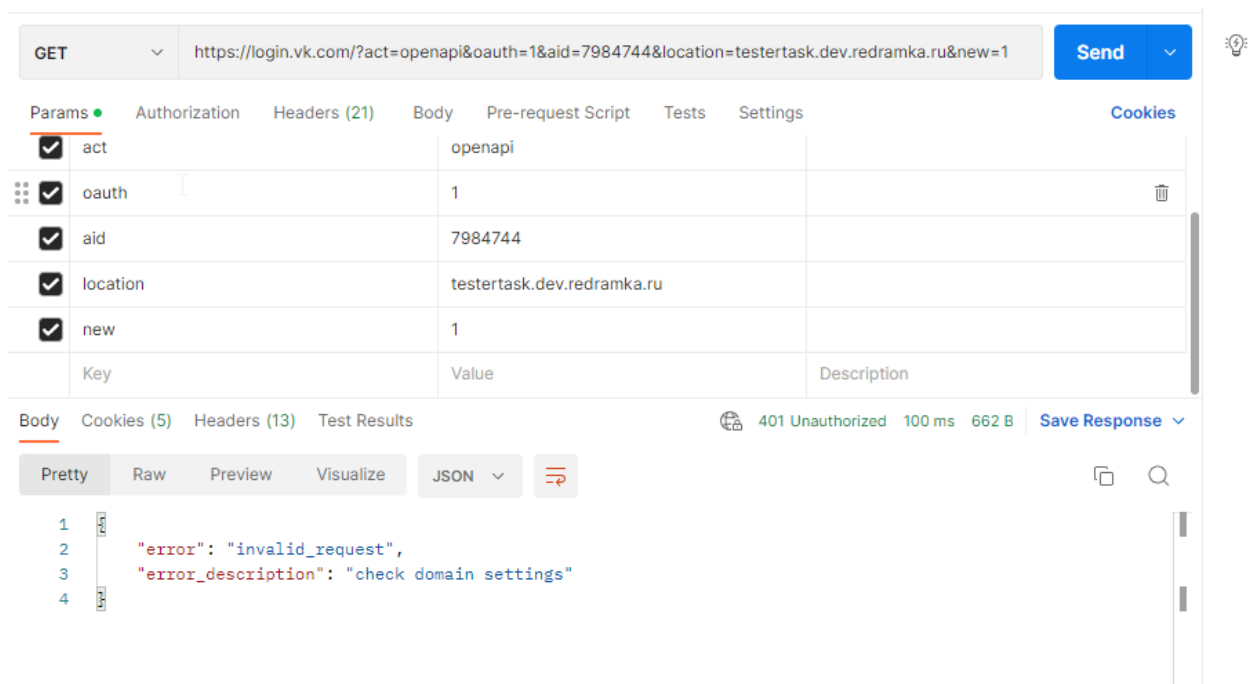 GET https://login.vk.com/?act=openapi&oauth=1&aid=7984744&location=testertask.dev.redramka.ru&new=1 Send
Params Authorization Headers (21) Body Pre-request Script Tests Settings Cookies
act openapi
oauth 1
aid 7984744
location testertask.dev.redramka.ru
new 1
Key Value Description
Body Cookies (5) Headers (13) Test Results 401 Unauthorized 100 ms 662 B Save Response
Pretty Raw Preview Visualize JSON
1 {
2 "error": "invalid_request",
3 "error_description": "check domain settings"
4 }